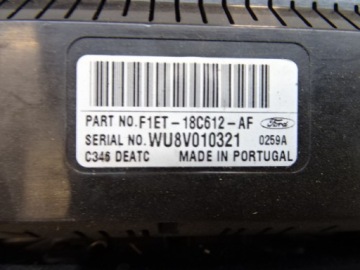 PART NO. F1ET-18C612-AF Ford
SERIAL NO. WU8V010321 0259A
C346 DEATC MADE IN PORTUGAL